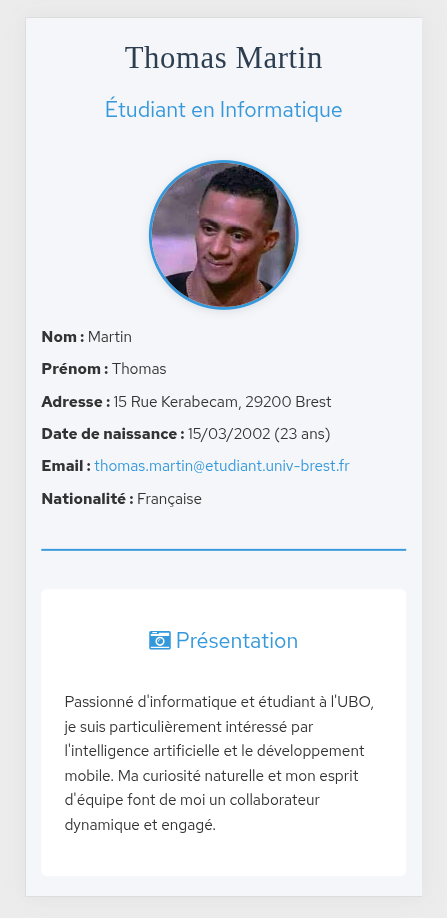 Thomas Martin
Étudiant en Informatique
Nom : Martin
Prénom : Thomas
Adresse : 15 Rue Kerabecam, 29200 Brest
Date de naissance : 15/03/2002 (23 ans)
Email : thomas.martin@etudiant.univ-brest.fr
Nationalité : Française
Présentation
Passionné d'informatique et étudiant à l'UBO,
je suis particulièrement intéressé par
l'intelligence artificielle et le développement
mobile. Ma curiosité naturelle et mon esprit
d'équipe font de moi un collaborateur
dynamique et engagé.